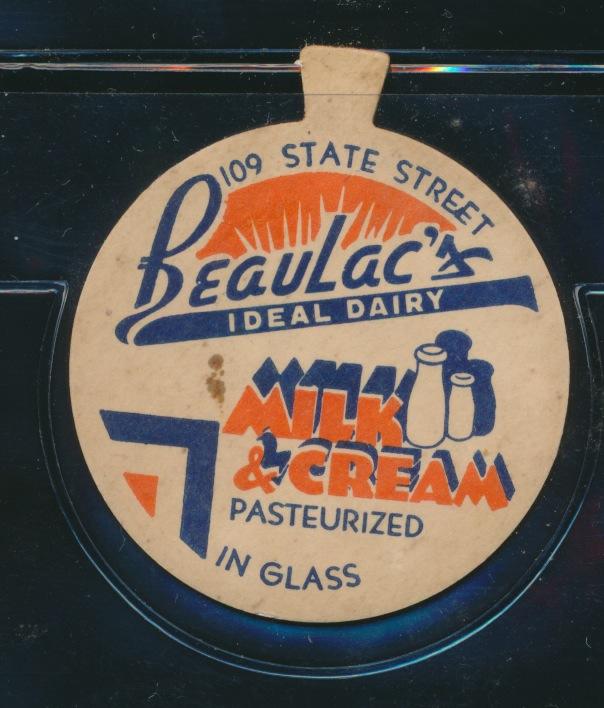 109 STATE STREET
BeauLac's
IDEAL DAIRY
MILK
& CREAM
PASTEURIZED
IN GLASS